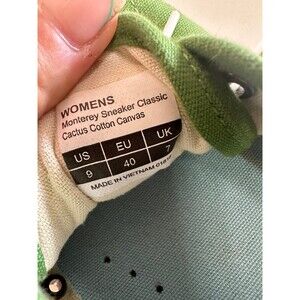 WOMENS
Monterey Sneaker Classic
Cactus Cotton Canvas
US EU UK
9 40 7
MADE IN VIETNAM